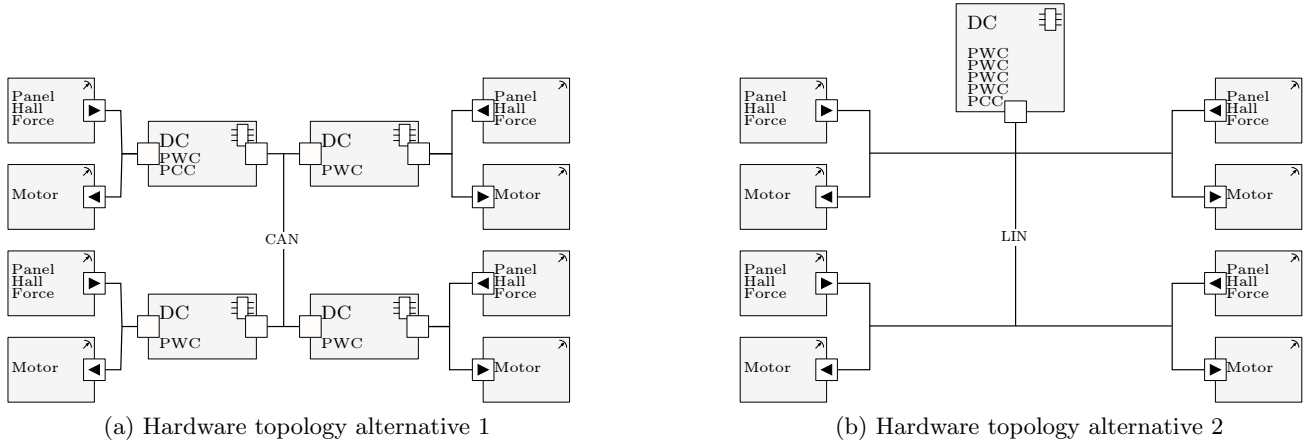 Panel
Hall
Force
Motor
Panel
Hall
Force
Motor
DC
PWC
PCC
DC
PWC
CAN
DC
PWC
DC
PWC
Panel
Hall
Force
Motor
Panel
Hall
Force
Motor
(a) Hardware topology alternative 1
DC
PWC
PWC
PWC
PWC
PCC
Panel
Hall
Force
Motor
Panel
Hall
Force
Motor
LIN
Panel
Hall
Force
Motor
Panel
Hall
Force
Motor
(b) Hardware topology alternative 2